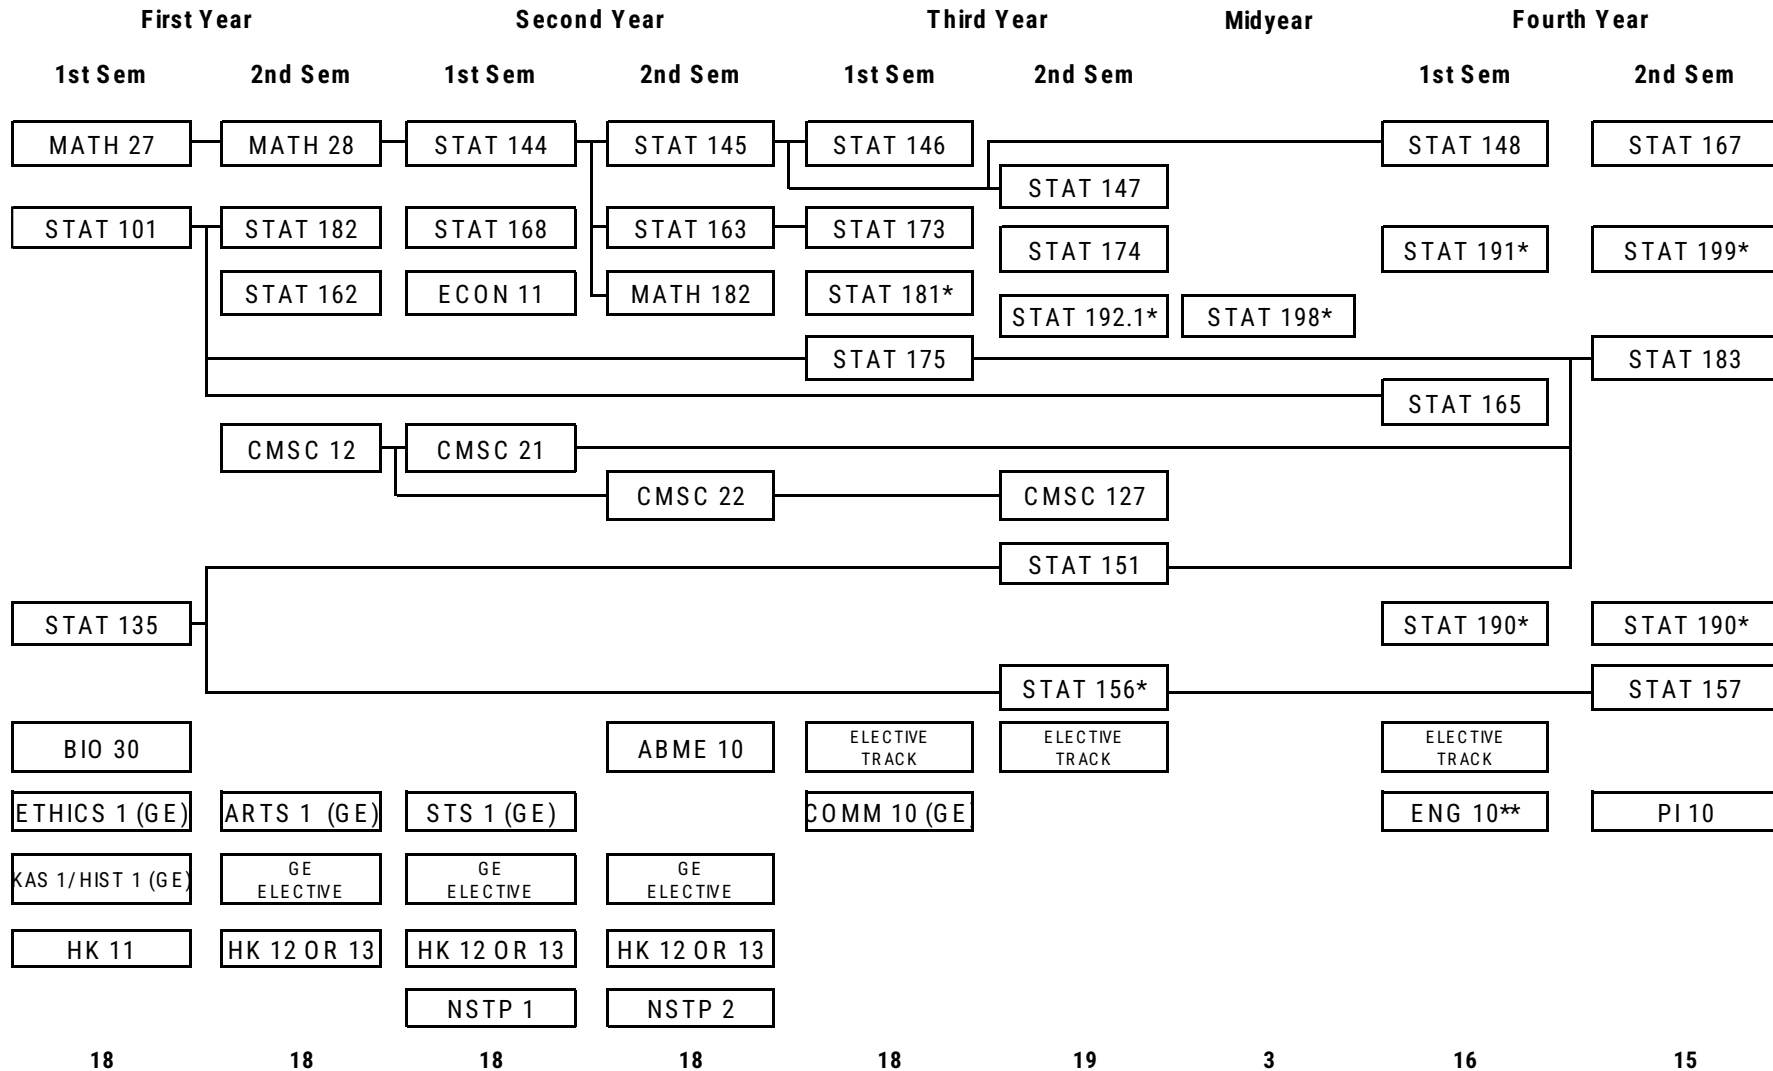 First Year Second Year Third Year Midyear Fourth Year
1st Sem 2nd Sem 1st Sem 2nd Sem 1st Sem 2nd Sem 1st Sem 2nd Sem
MATH 27 MATH 28 STAT 144 STAT 145 STAT 146 STAT 148 STAT 167
STAT 147
STAT 101 STAT 182 STAT 168 STAT 163 STAT 173
STAT 174 STAT 191* STAT 199*
STAT 162 ECON 11 MATH 182 STAT 181*
STAT 192.1* STAT 198*
STAT 175 STAT 183
STAT 165
CMSC 12 CMSC 21
CMSC 22 CMSC 127
STAT 151
STAT 135 STAT 190* STAT 190*
STAT 156* STAT 157
BIO 30 ABME 10 ELECTIVE TRACK ELECTIVE TRACK ELECTIVE TRACK
ETHICS 1 (GE) ARTS 1 (GE) STS 1 (GE) COMM 10 (GE) ENG 10** PI 10
KAS 1/HIST 1 (GE) GE ELECTIVE GE ELECTIVE GE ELECTIVE
HK 11 HK 12 OR 13 HK 12 OR 13 HK 12 OR 13
NSTP 1 NSTP 2
18 18 18 18 18 19 3 16 15